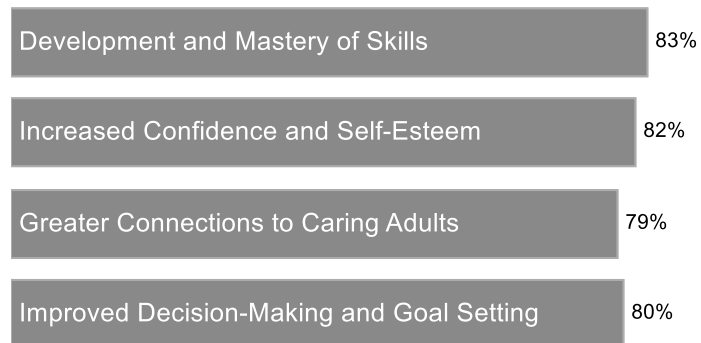 Development and Mastery of Skills 83%
Increased Confidence and Self-Esteem 82%
Greater Connections to Caring Adults 79%
Improved Decision-Making and Goal Setting 80%